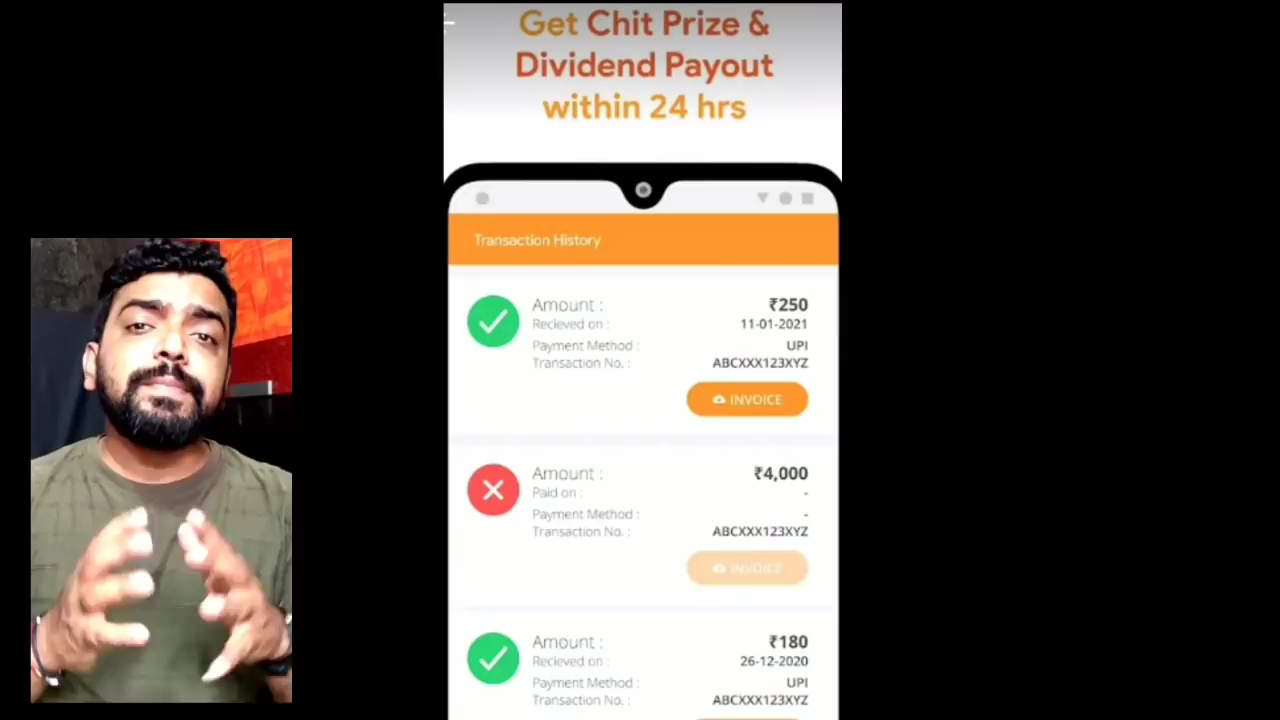 Get Chit Prize &
Dividend Payout
within 24 hrs
Transaction History
Amount : ₹250
Recieved on : 11-01-2021
Payment Method : UPI
Transaction No. : ABCXXX123XYZ
INVOICE
Amount : ₹4,000
Paid on : -
Payment Method : -
Transaction No. : ABCXXX123XYZ
INVOICE
Amount : ₹180
Recieved on : 26-12-2020
Payment Method : UPI
Transaction No. : ABCXXX123XYZ